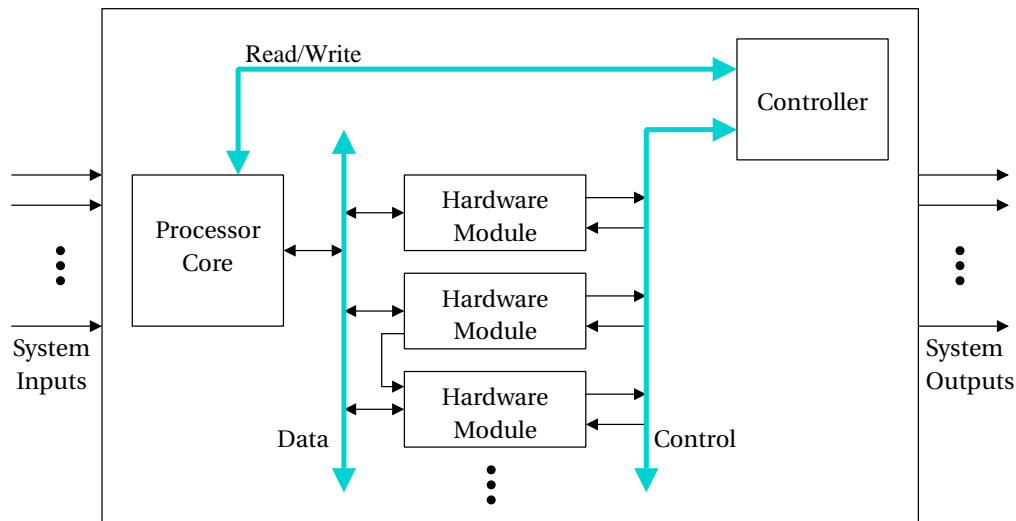 Read/Write
Controller
Hardware
Module
Processor
Core
Hardware
Module
System
Inputs
System
Outputs
Hardware
Module
Data
Control